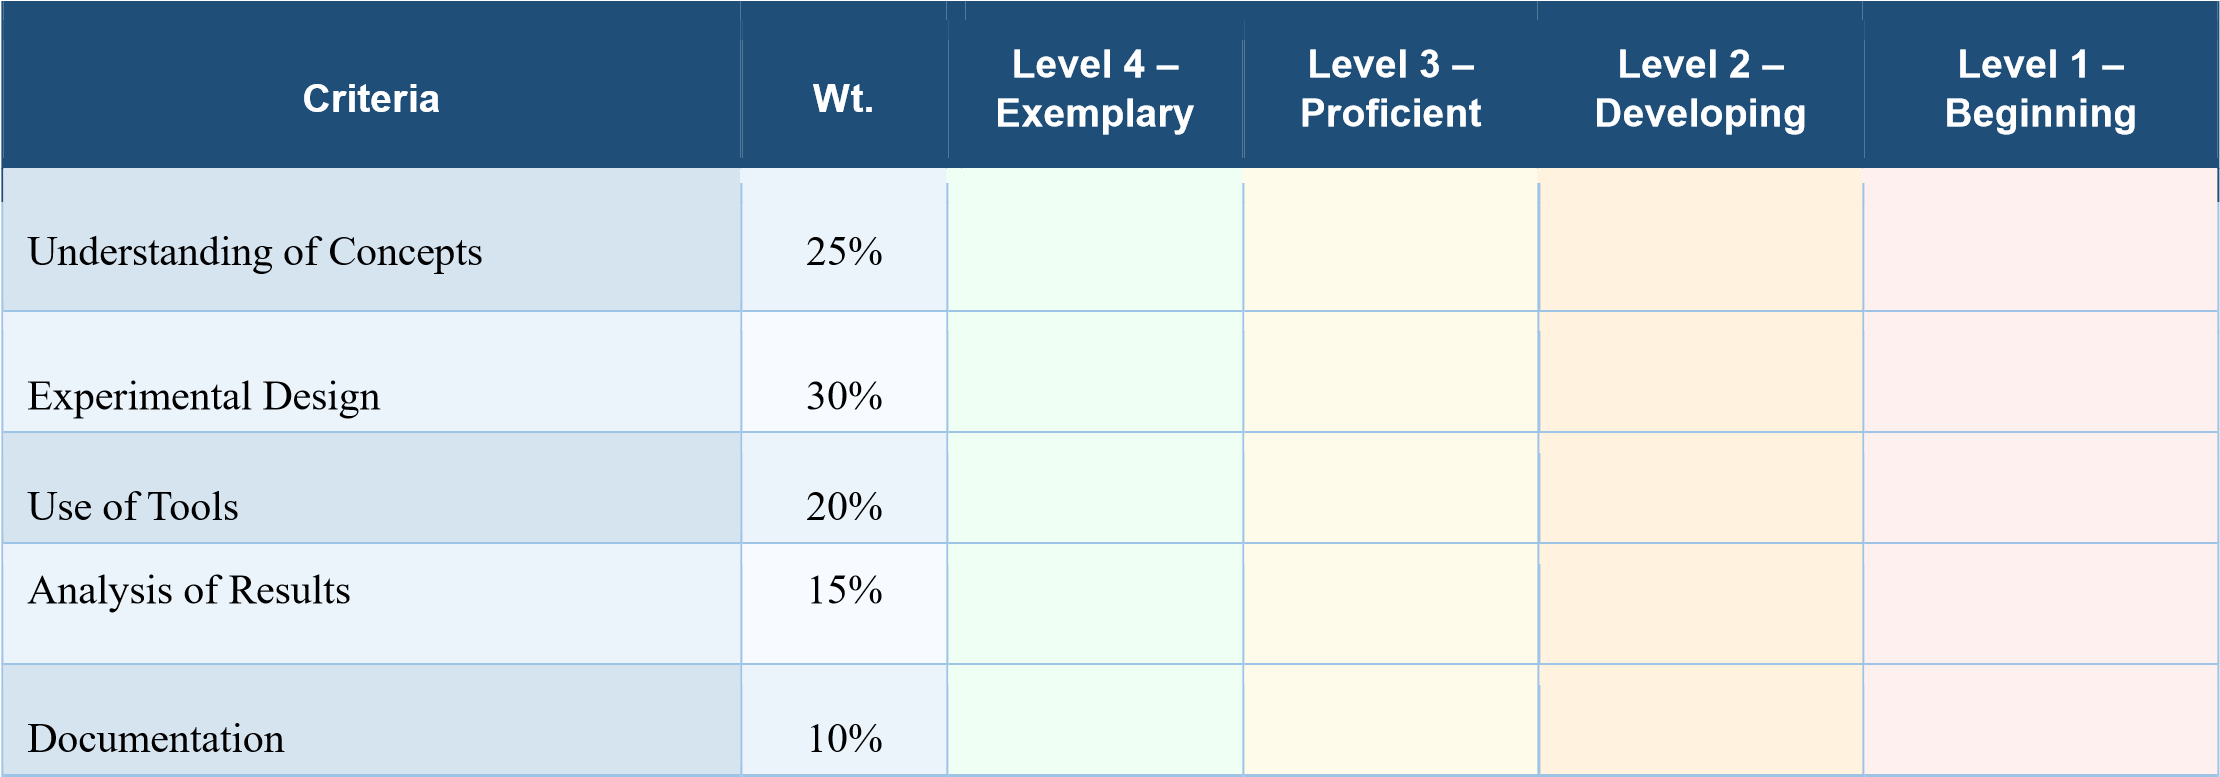 Criteria
Wt.
Level 4 –
Exemplary
Level 3 –
Proficient
Level 2 –
Developing
Level 1 –
Beginning
Understanding of Concepts
25%
Experimental Design
30%
Use of Tools
20%
Analysis of Results
15%
Documentation
10%